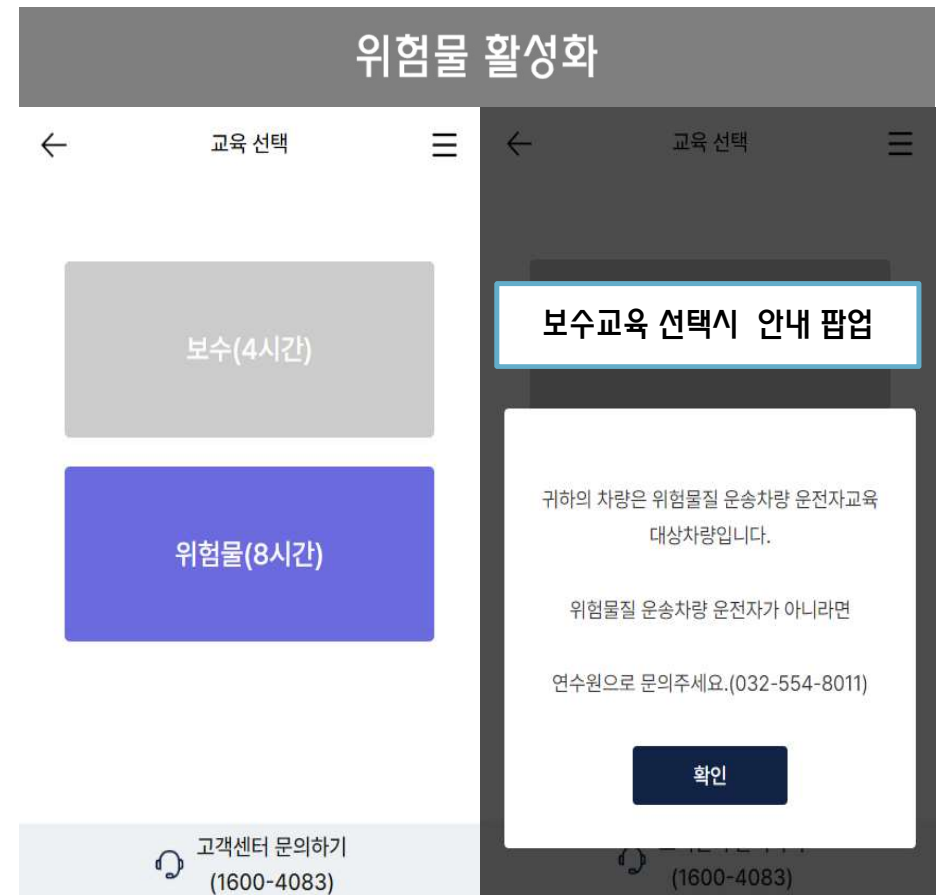 위험물 활성화
교육 선택
보수(4시간)
위험물(8시간)
고객센터 문의하기
(1600-4083)
교육 선택
보수교육 선택시 안내 팝업
귀하의 차량은 위험물질 운송차량 운전자교육
대상차량입니다.
위험물질 운송차량 운전자가 아니라면
연수원으로 문의주세요.(032-554-8011)
확인
(1600-4083)